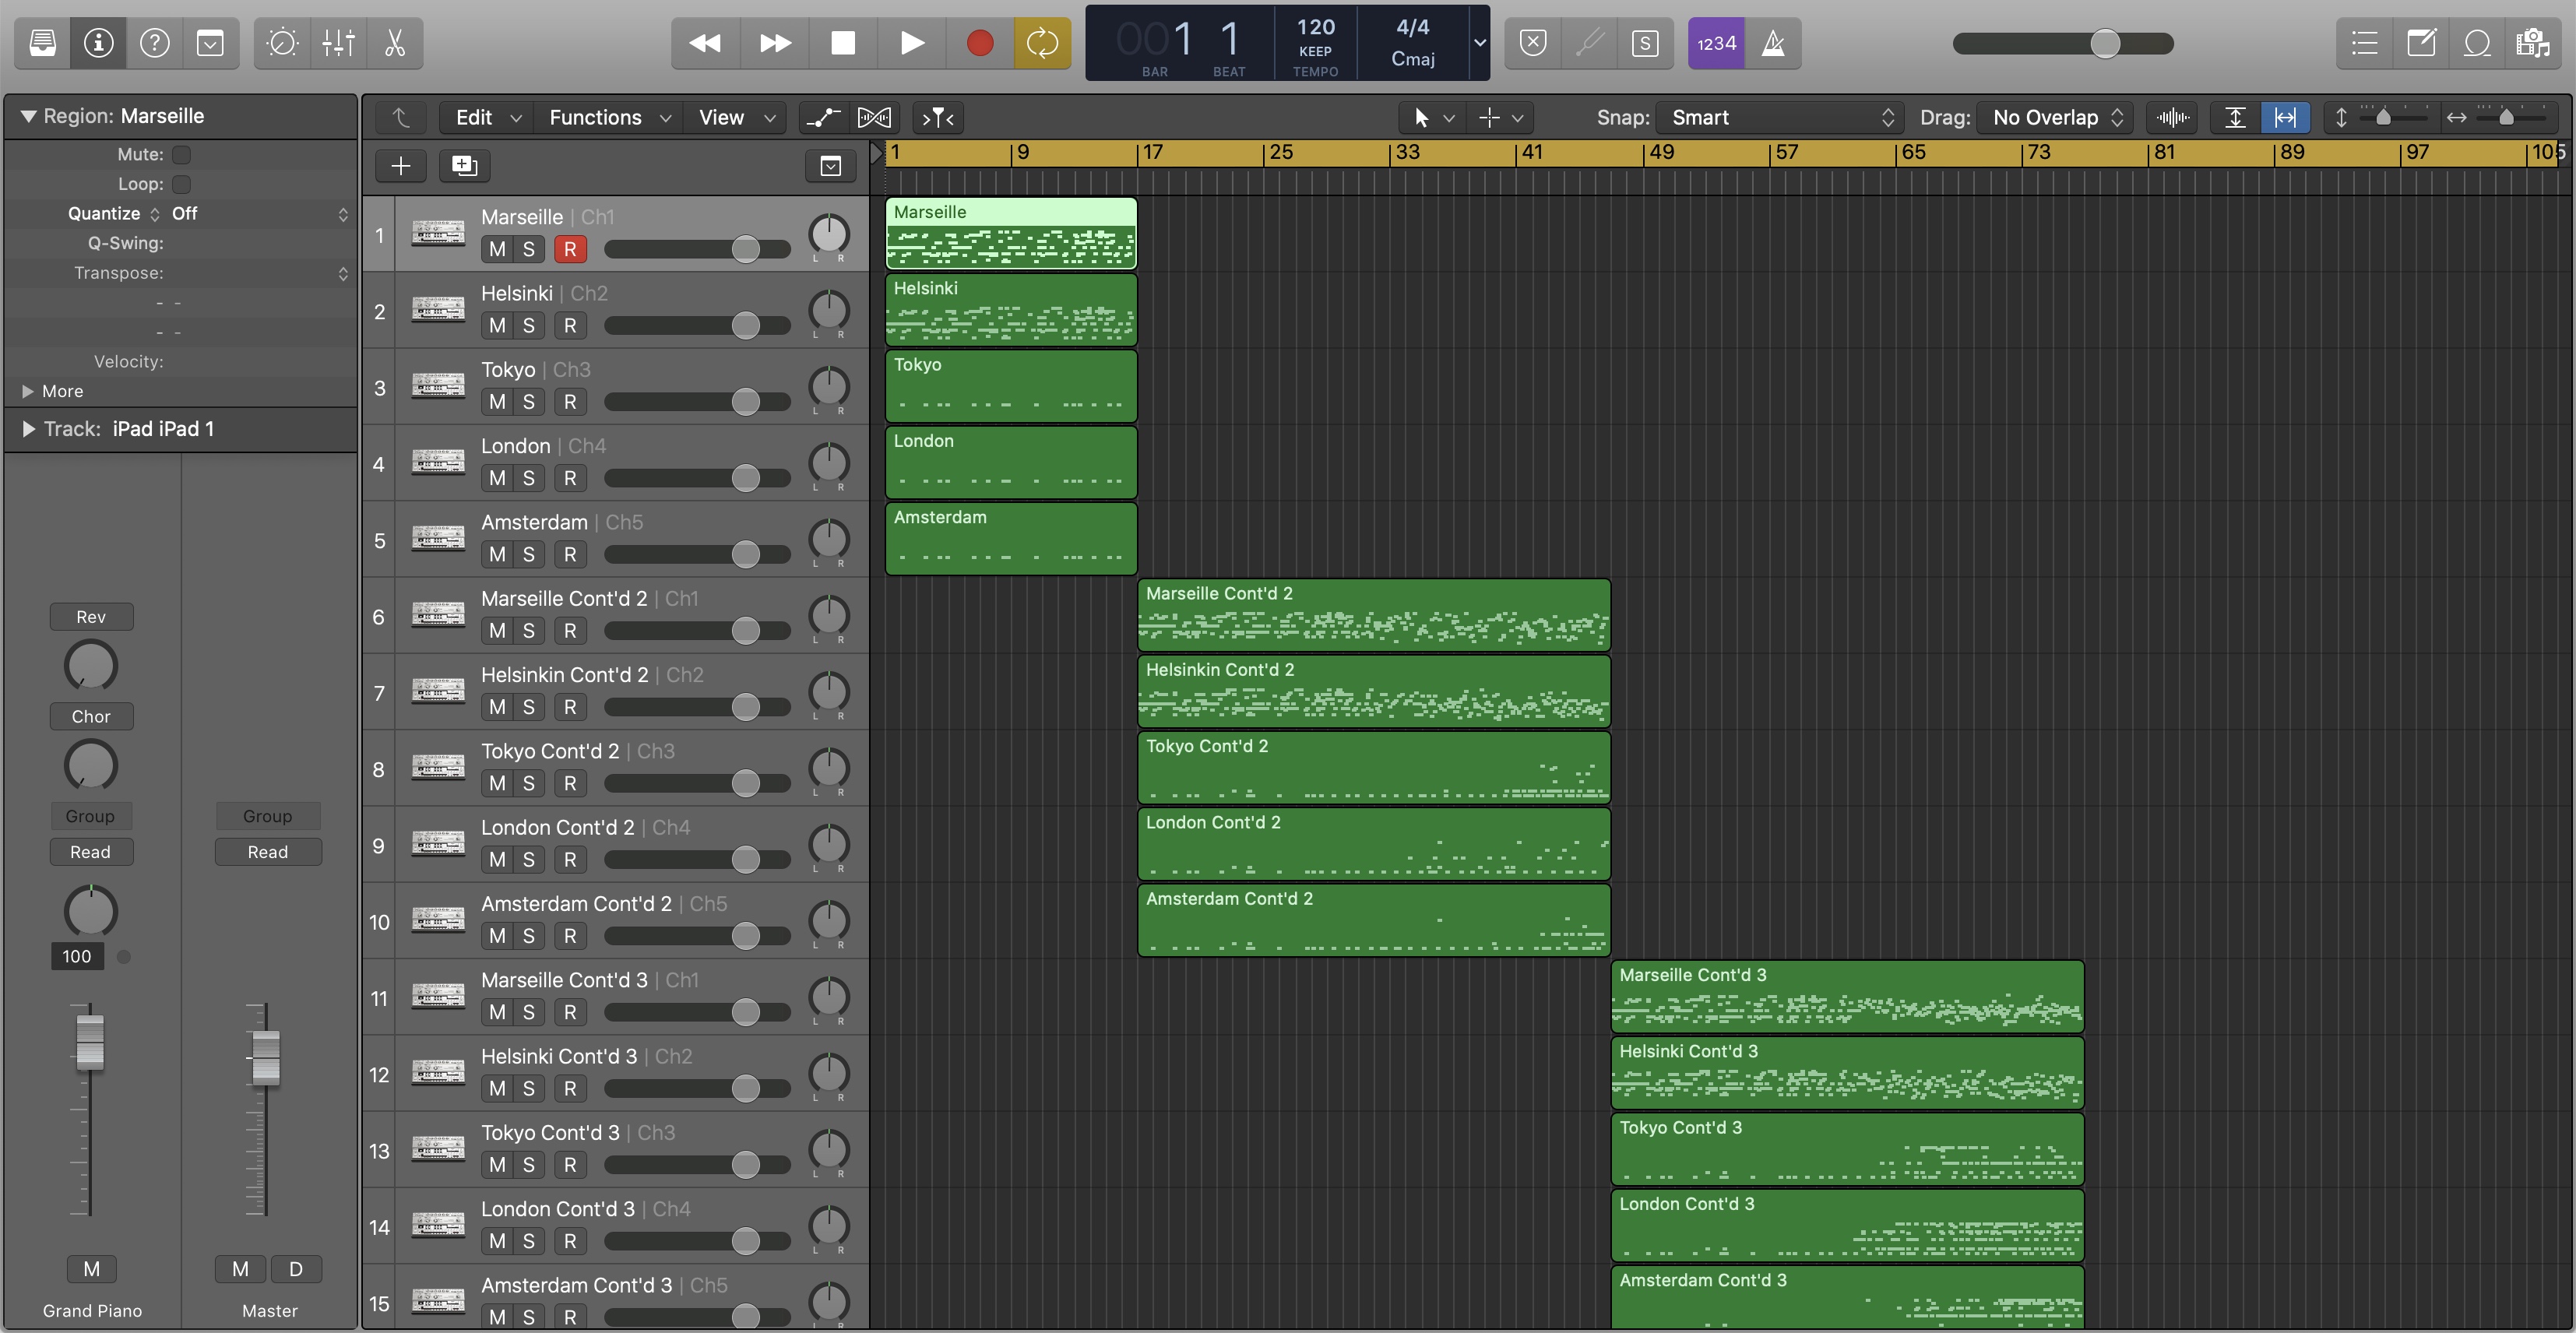 001 1 120 4/4
KEEP Cmaj
BAR BEAT TEMPO
S 1234
Region: Marseille
Edit Functions View Snap: Smart Drag: No Overlap
Mute:
Loop:
Quantize Off
Q-Swing:
Transpose:
- -
- -
Velocity:
More
Track: iPad iPad 1
1 9 17 25 33 41 49 57 65 73 81 89 97 105
1 Marseille | Ch1
M S R L R
Marseille
2 Helsinki | Ch2
M S R L R
Helsinki
3 Tokyo | Ch3
M S R L R
Tokyo
4 London | Ch4
M S R L R
London
5 Amsterdam | Ch5
M S R L R
Amsterdam
6 Marseille Cont'd 2 | Ch1
M S R L R
Marseille Cont'd 2
7 Helsinkin Cont'd 2 | Ch2
M S R L R
Helsinkin Cont'd 2
8 Tokyo Cont'd 2 | Ch3
M S R L R
Tokyo Cont'd 2
9 London Cont'd 2 | Ch4
M S R L R
London Cont'd 2
10 Amsterdam Cont'd 2 | Ch5
M S R L R
Amsterdam Cont'd 2
11 Marseille Cont'd 3 | Ch1
M S R L R
Marseille Cont'd 3
12 Helsinki Cont'd 3 | Ch2
M S R L R
Helsinki Cont'd 3
13 Tokyo Cont'd 3 | Ch3
M S R L R
Tokyo Cont'd 3
14 London Cont'd 3 | Ch4
M S R L R
London Cont'd 3
15 Amsterdam Cont'd 3 | Ch5
M S R L R
Amsterdam Cont'd 3
Rev
Chor
Group Group
Read Read
100
M M D
Grand Piano Master